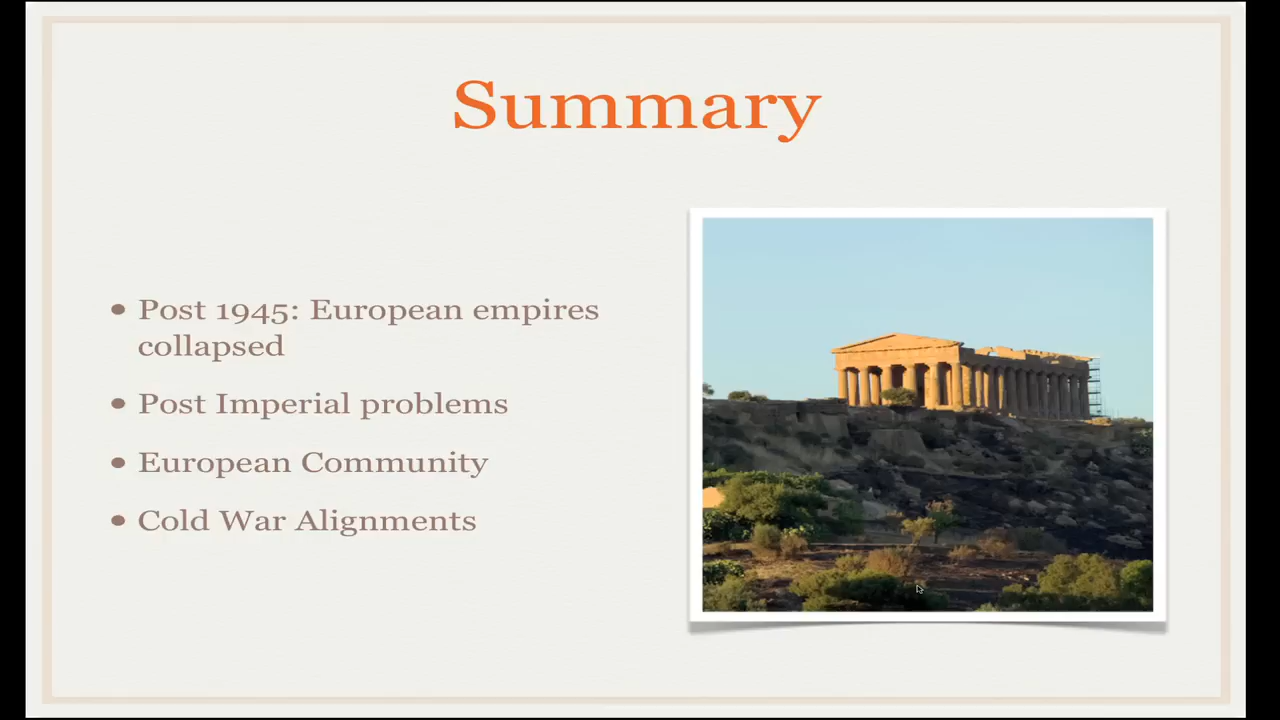 Summary
• Post 1945: European empires
collapsed
• Post Imperial problems
• European Community
• Cold War Alignments